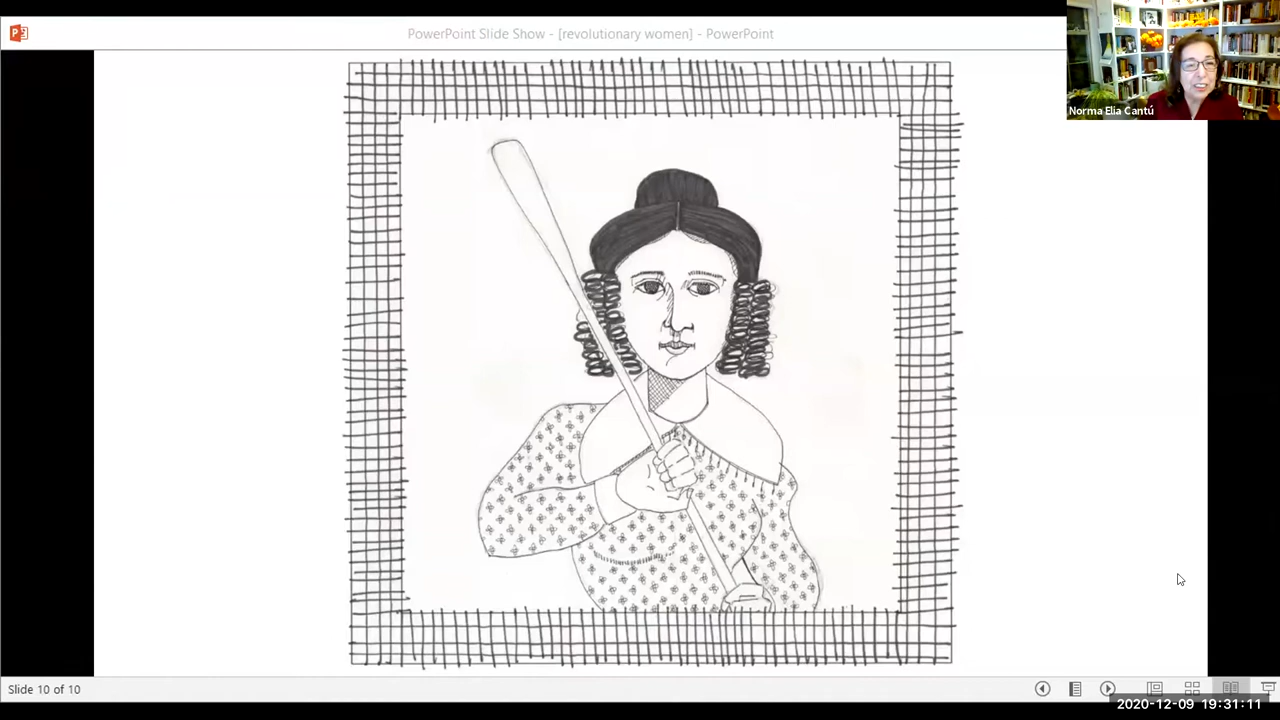 PowerPoint Slide Show - [revolutionary women] - PowerPoint
Norma Elia Cantú
Slide 10 of 10
2020-12-09 19:31:11